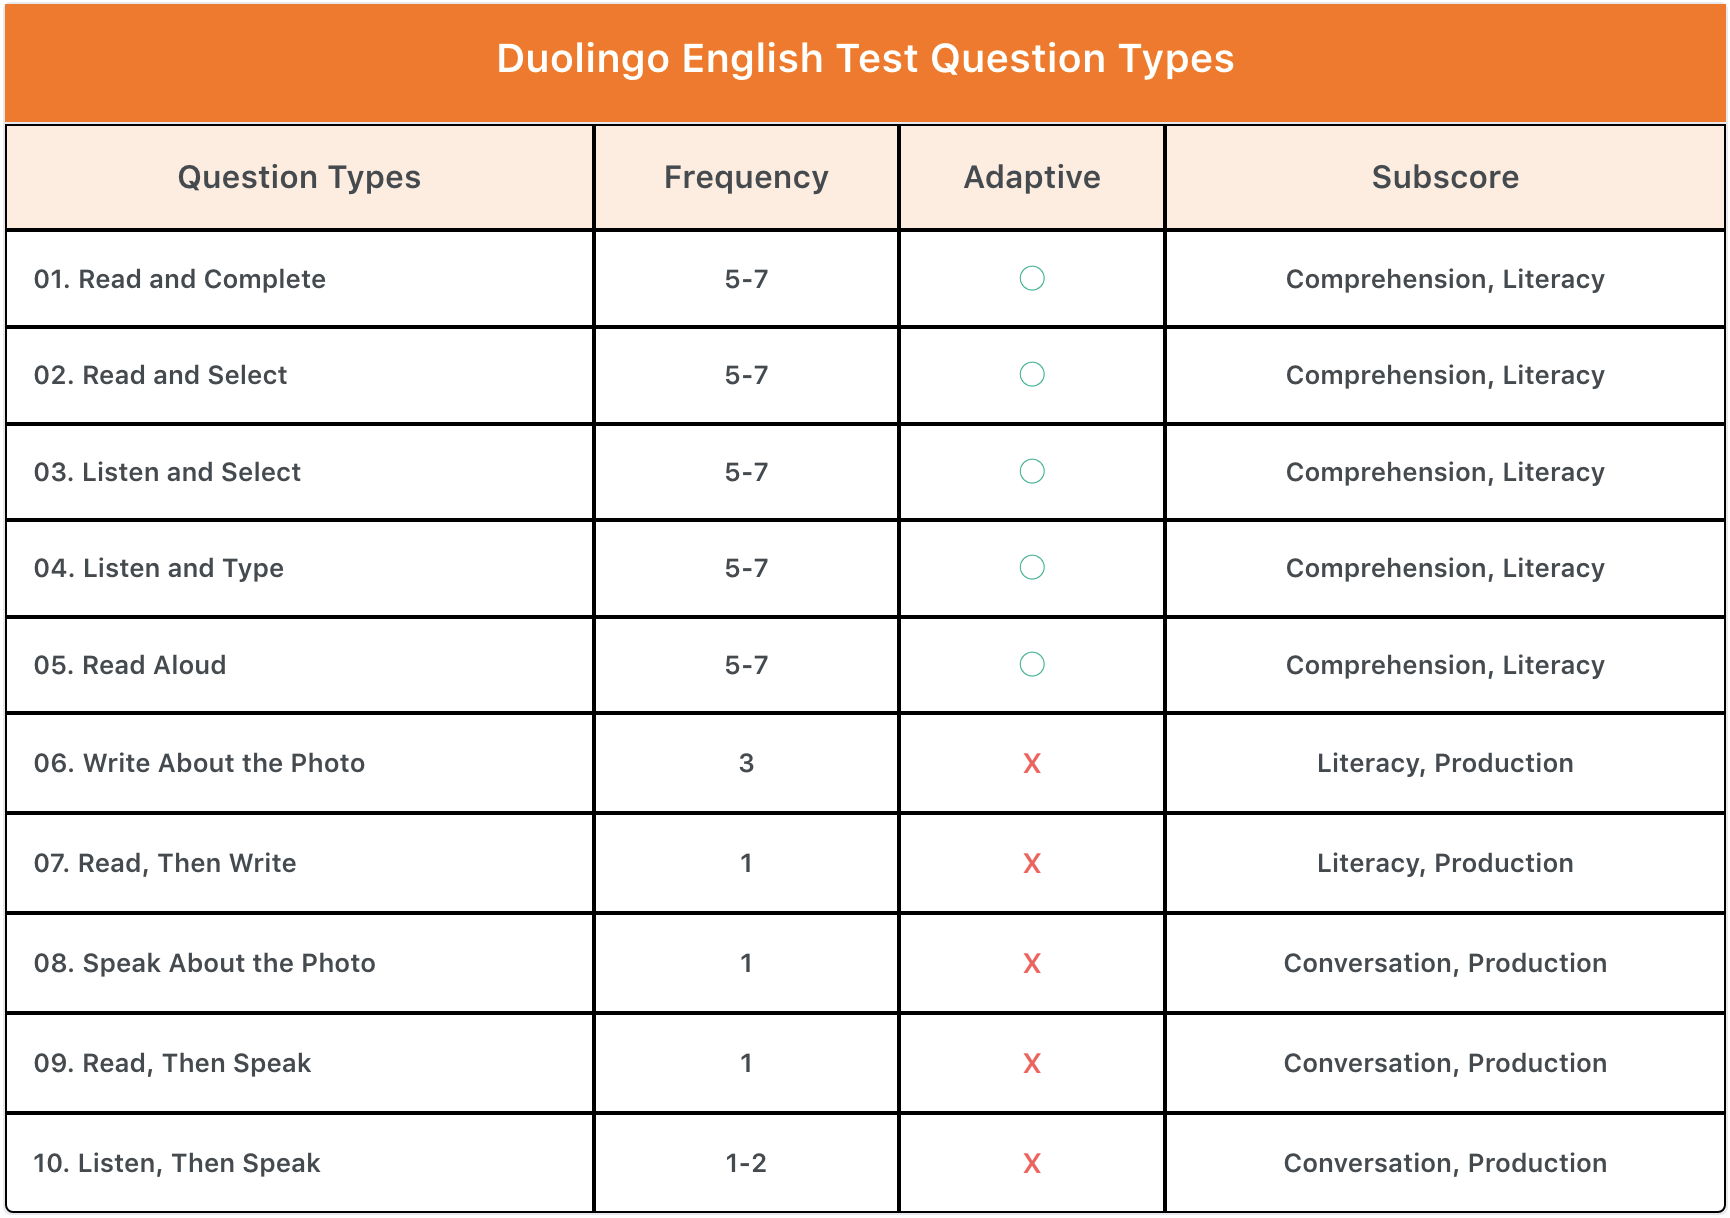 Duolingo English Test Question Types
Question Types Frequency Adaptive Subscore
01. Read and Complete 5-7 ○ Comprehension, Literacy
02. Read and Select 5-7 ○ Comprehension, Literacy
03. Listen and Select 5-7 ○ Comprehension, Literacy
04. Listen and Type 5-7 ○ Comprehension, Literacy
05. Read Aloud 5-7 ○ Comprehension, Literacy
06. Write About the Photo 3 X Literacy, Production
07. Read, Then Write 1 X Literacy, Production
08. Speak About the Photo 1 X Conversation, Production
09. Read, Then Speak 1 X Conversation, Production
10. Listen, Then Speak 1-2 X Conversation, Production